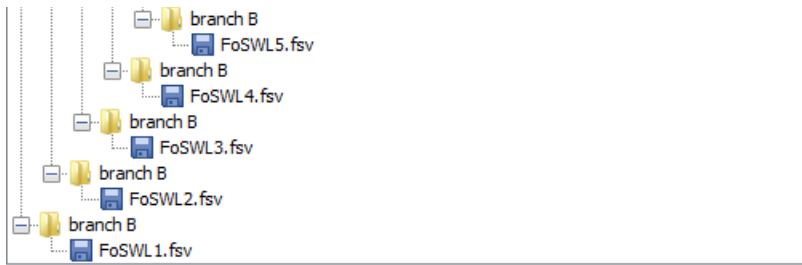 branch B
FoSWL5.fsv
branch B
FoSWL4.fsv
branch B
FoSWL3.fsv
branch B
FoSWL2.fsv
branch B
FoSWL1.fsv